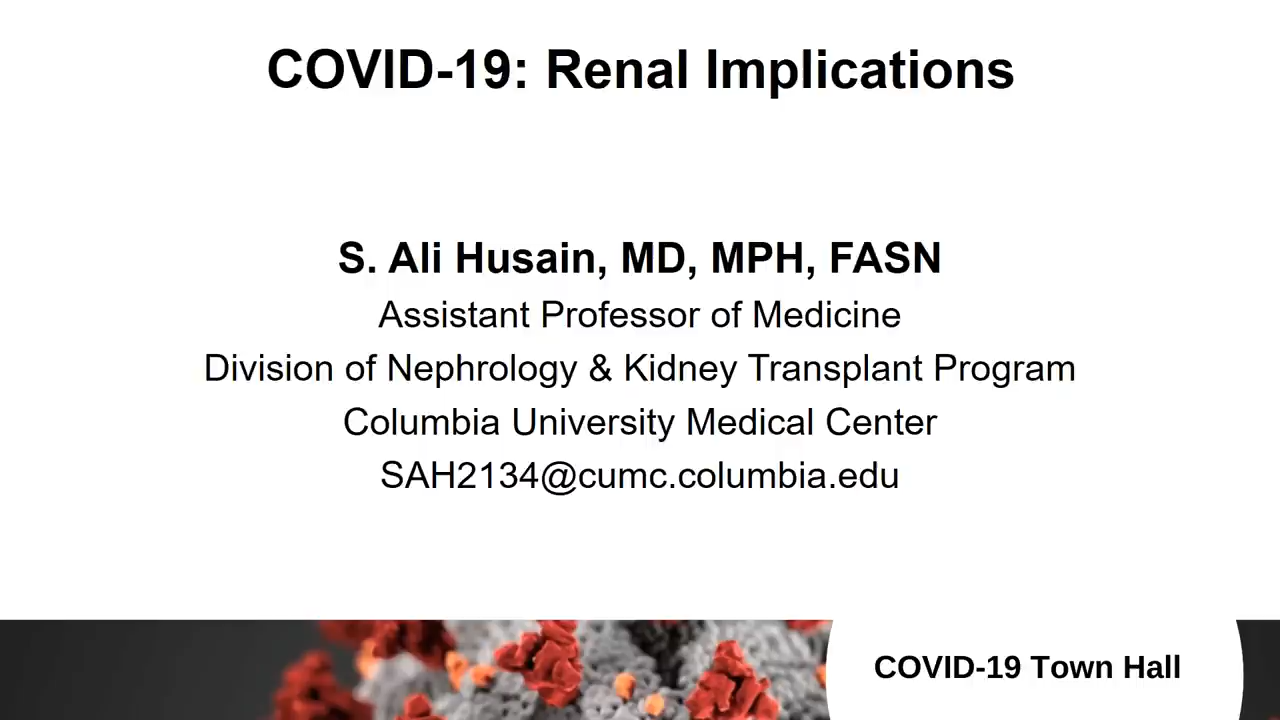 COVID-19: Renal Implications
S. Ali Husain, MD, MPH, FASN
Assistant Professor of Medicine
Division of Nephrology & Kidney Transplant Program
Columbia University Medical Center
SAH2134@cumc.columbia.edu
COVID-19 Town Hall